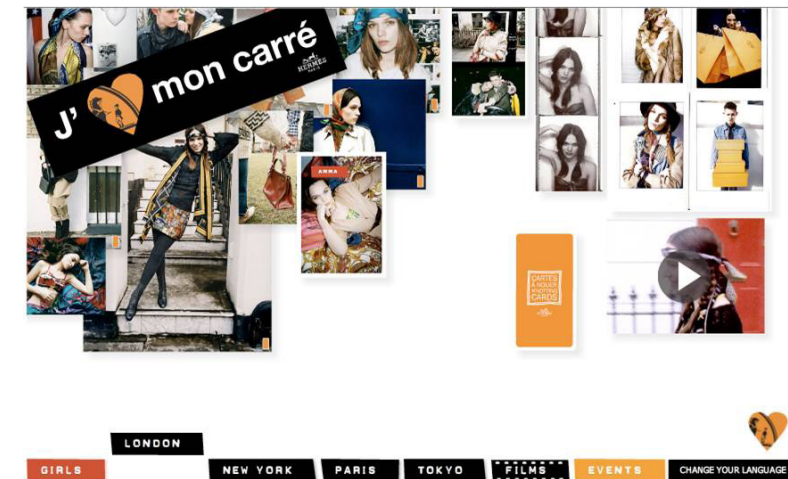 J' mon carré
HERMÈS
PARIS
ANNA
CARTES
À NOUER
KNOTTING
CARDS
LONDON
GIRLS
NEW YORK
PARIS
TOKYO
FILMS
EVENTS
CHANGE YOUR LANGUAGE